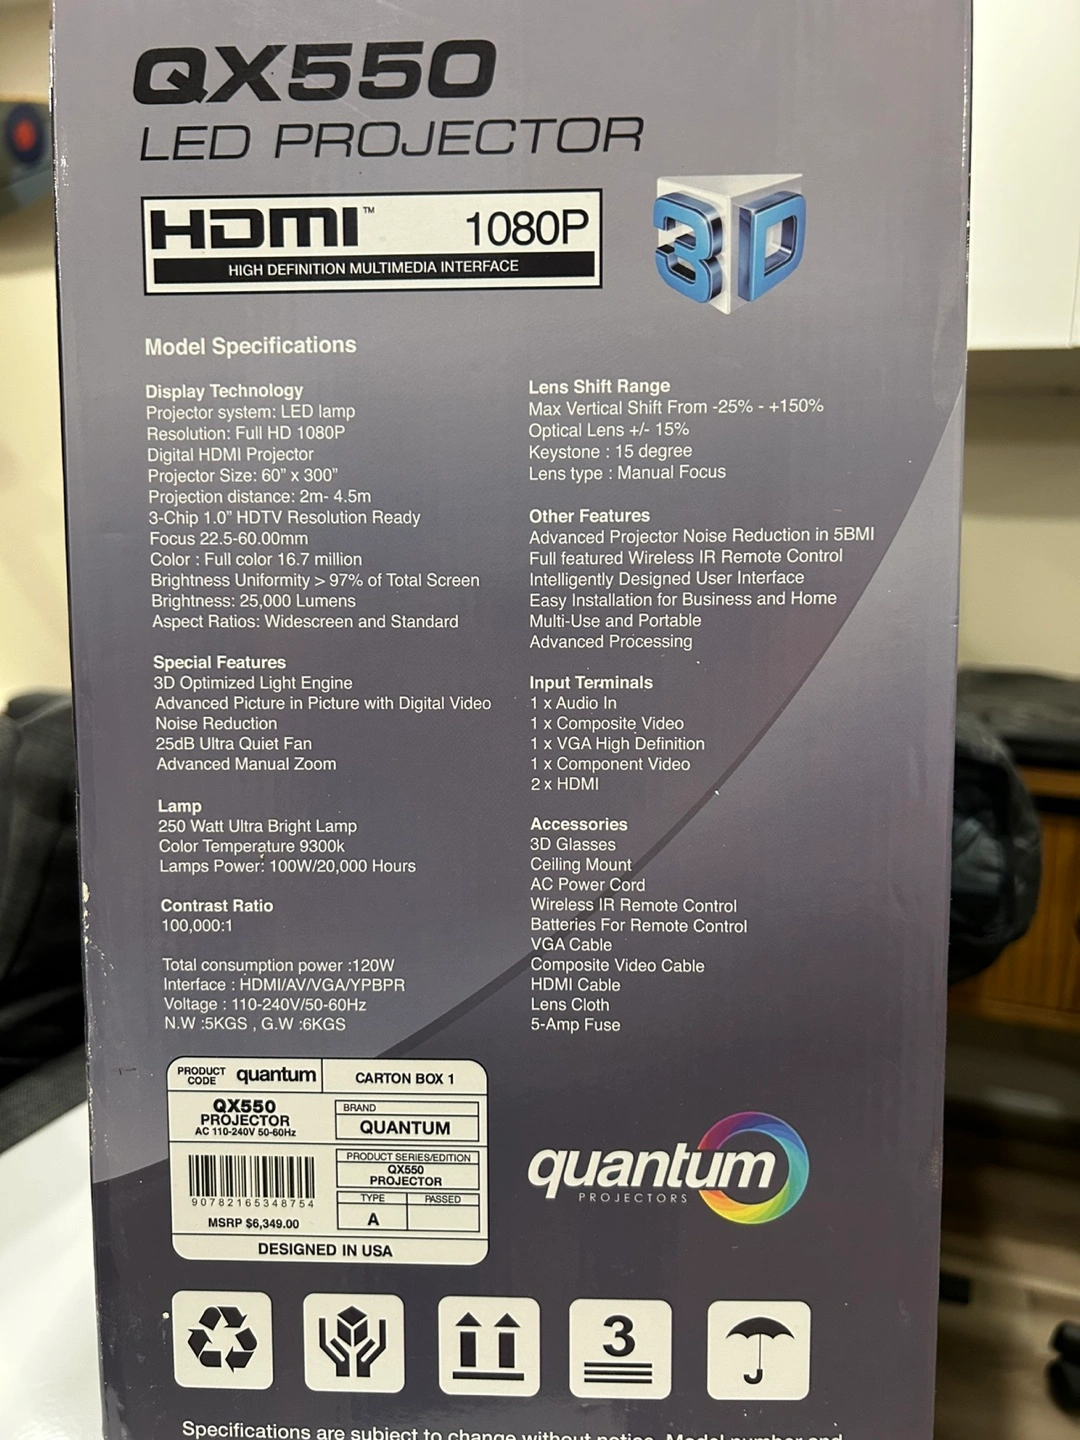 QX550
LED PROJECTOR
HDMI™ 1080P
HIGH DEFINITION MULTIMEDIA INTERFACE
3D
Model Specifications
Display Technology
Projector system: LED lamp
Resolution: Full HD 1080P
Digital HDMI Projector
Projector Size: 60” x 300”
Projection distance: 2m- 4.5m
3-Chip 1.0” HDTV Resolution Ready
Focus 22.5-60.00mm
Color : Full color 16.7 million
Brightness Uniformity > 97% of Total Screen
Brightness: 25,000 Lumens
Aspect Ratios: Widescreen and Standard
Special Features
3D Optimized Light Engine
Advanced Picture in Picture with Digital Video
Noise Reduction
25dB Ultra Quiet Fan
Advanced Manual Zoom
Lamp
250 Watt Ultra Bright Lamp
Color Temperature 9300k
Lamps Power: 100W/20,000 Hours
Contrast Ratio
100,000:1
Total consumption power :120W
Interface : HDMI/AV/VGA/YPBPR
Voltage : 110-240V/50-60Hz
N.W :5KGS , G.W :6KGS
Lens Shift Range
Max Vertical Shift From -25% - +150%
Optical Lens +/- 15%
Keystone : 15 degree
Lens type : Manual Focus
Other Features
Advanced Projector Noise Reduction in 5BMI
Full featured Wireless IR Remote Control
Intelligently Designed User Interface
Easy Installation for Business and Home
Multi-Use and Portable
Advanced Processing
Input Terminals
1 x Audio In
1 x Composite Video
1 x VGA High Definition
1 x Component Video
2 x HDMI
Accessories
3D Glasses
Ceiling Mount
AC Power Cord
Wireless IR Remote Control
Batteries For Remote Control
VGA Cable
Composite Video Cable
HDMI Cable
Lens Cloth
5-Amp Fuse
PRODUCT CODE quantum CARTON BOX 1
QX550
PROJECTOR
AC 110-240V 50-60Hz
90782165348754
MSRP $6,349.00
BRAND
QUANTUM
PRODUCT SERIES/EDITION
QX550
PROJECTOR
TYPE PASSED
A
DESIGNED IN USA
quantum
PROJECTORS
3
Specifications are subject to change without notice. Model number and